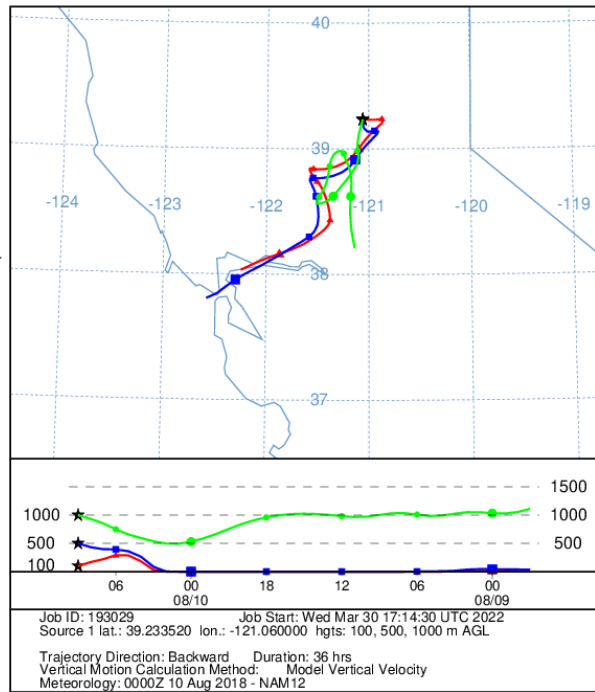 40
39
-124
-123
-122
-121
-120
-119
38
37
1500
1000
1000
500
500
100
06 00 18 12 06 00
08/10 08/09
Job ID: 193029 Job Start: Wed Mar 30 17:14:30 UTC 2022
Source 1 lat.: 39.233520 lon.: -121.060000 hgts: 100, 500, 1000 m AGL
Trajectory Direction: Backward Duration: 36 hrs
Vertical Motion Calculation Method: Model Vertical Velocity
Meteorology: 0000Z 10 Aug 2018 - NAM12